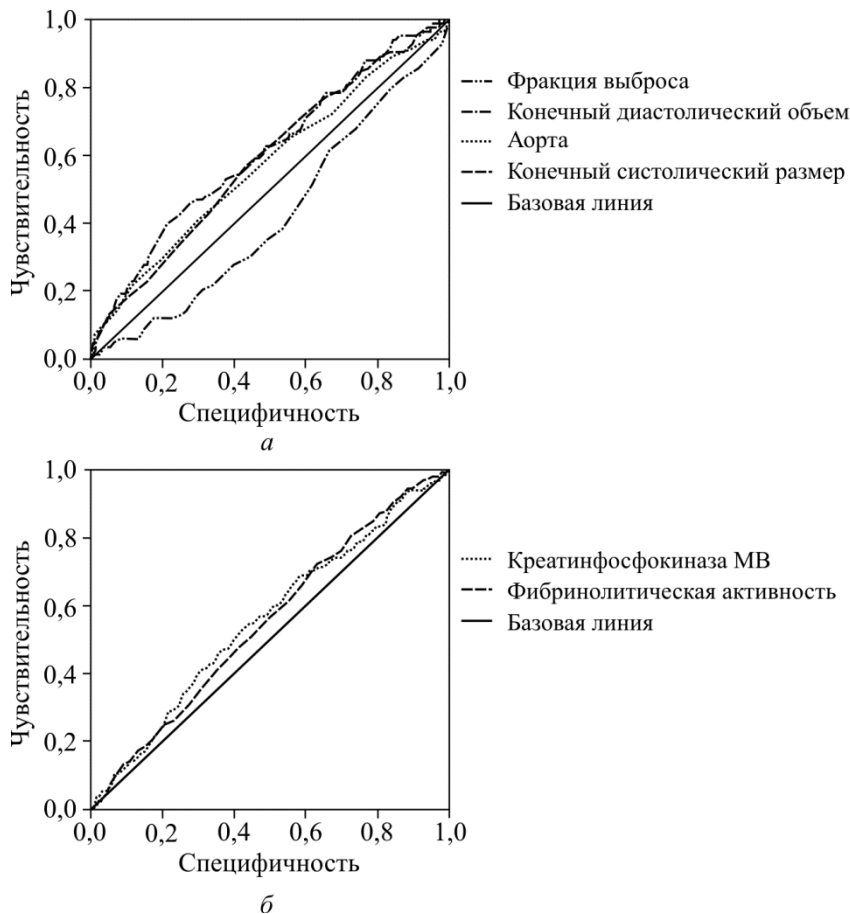 1,0
0,8
0,6
0,4
0,2
0,0
Чувствительность
0,0 0,2 0,4 0,6 0,8 1,0
Специфичность
а
Фракция выброса
Конечный диастолический объем
Аорта
Конечный систолический размер
Базовая линия
1,0
0,8
0,6
0,4
0,2
0,0
Чувствительность
0,0 0,2 0,4 0,6 0,8 1,0
Специфичность
б
Креатинфосфокиназа МВ
Фибринолитическая активность
Базовая линия